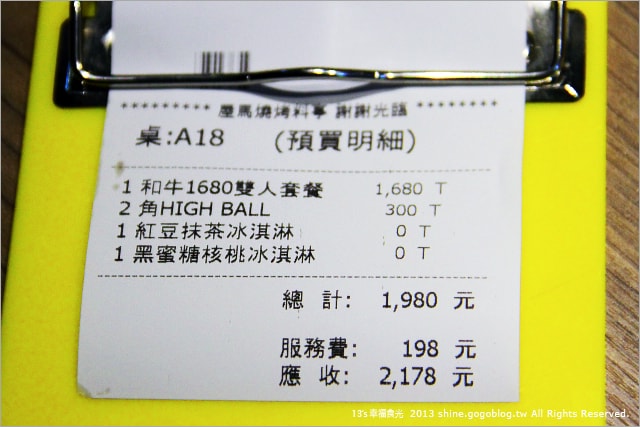 ********* 屋馬燒烤料亭 謝謝光臨 *********
桌:A18 (預買明細)
1 和牛1680雙人套餐 1,680 T
2 角HIGH BALL 300 T
1 紅豆抹茶冰淇淋 0 T
1 黑蜜糖核桃冰淇淋 0 T
總 計: 1,980 元
服務費: 198 元
應 收: 2,178 元
13's 幸福食光 2013 shine.gogoblog.tw All Rights Reserved.